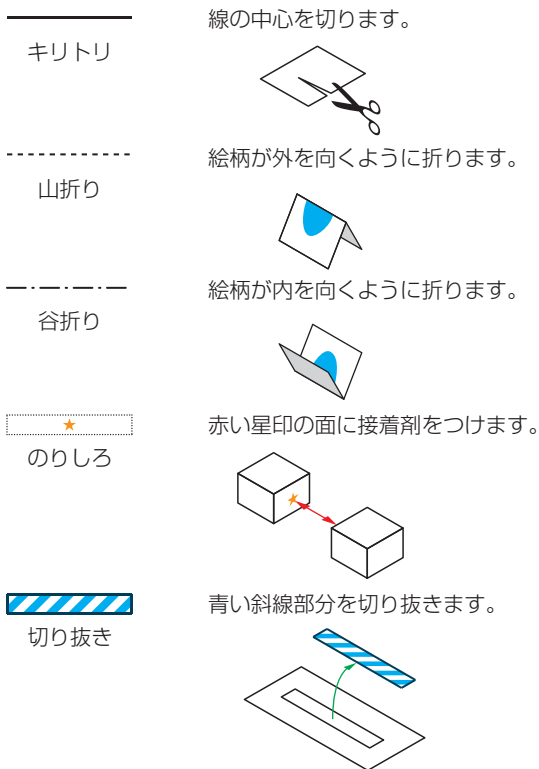 線の中心を切ります。
キリトリ
絵柄が外を向くように折ります。
山折り
絵柄が内を向くように折ります。
谷折り
赤い星印の面に接着剤をつけます。
のりしろ
青い斜線部分を切り抜きます。
切り抜き